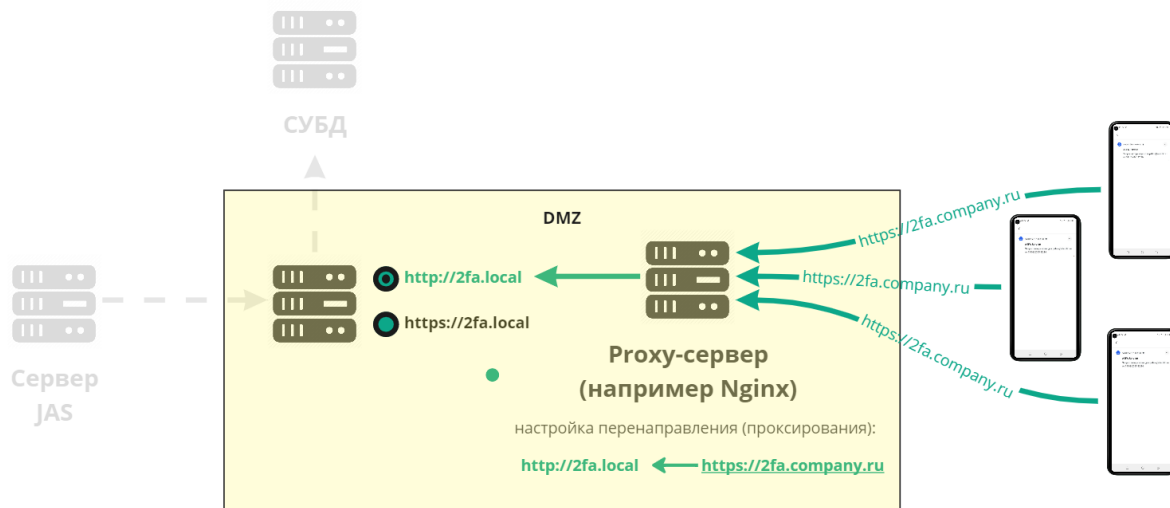 СУБД
DMZ
https://2fa.company.ru
http://2fa.local
https://2fa.company.ru
https://2fa.local
https://2fa.company.ru
Proxy-сервер
(например Nginx)
Сервер
JAS
настройка перенаправления (проксирования):
http://2fa.local
https://2fa.company.ru